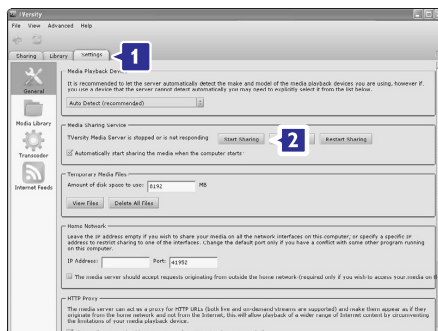 TVersity
File View Advanced Help
Sharing Library Settings
1
General
Media Library
Transcoder
Internet Feeds
Media Playback Device
It is recommended to let the server automatically detect the make and model of the media playback devices you are using, however if,
you use a device that the server cannot detect automatically you may need to explicitly select it from the list below.
Auto Detect (recommended)
Media Sharing Service
TVersity Media Server is stopped or is not responding Start Sharing 2 Restart Sharing
Automatically start sharing the media when the computer starts
Temporary Media Files
Amount of disk space to use: 8192 MB
View Files Delete All Files
Home Network
Leave the IP address empty if you wish to share your media on all the network interfaces on this computer, or specify a specific IP
address to restrict sharing to one of the interfaces. Change the default port only if you have a conflict with some other program running
on this computer.
IP Address: Port: 41952
The media server should accept requests originating from outside the home network (required only if you wish to access your media on th
HTTP Proxy
The media server can act as a proxy for HTTP URLs (both live and on-demand streams are supported) and make them appear as if they
originate from the home network and not from the Internet, this will allow playback of a wider range of Internet content by circumventing
the limitations of your media playback device.